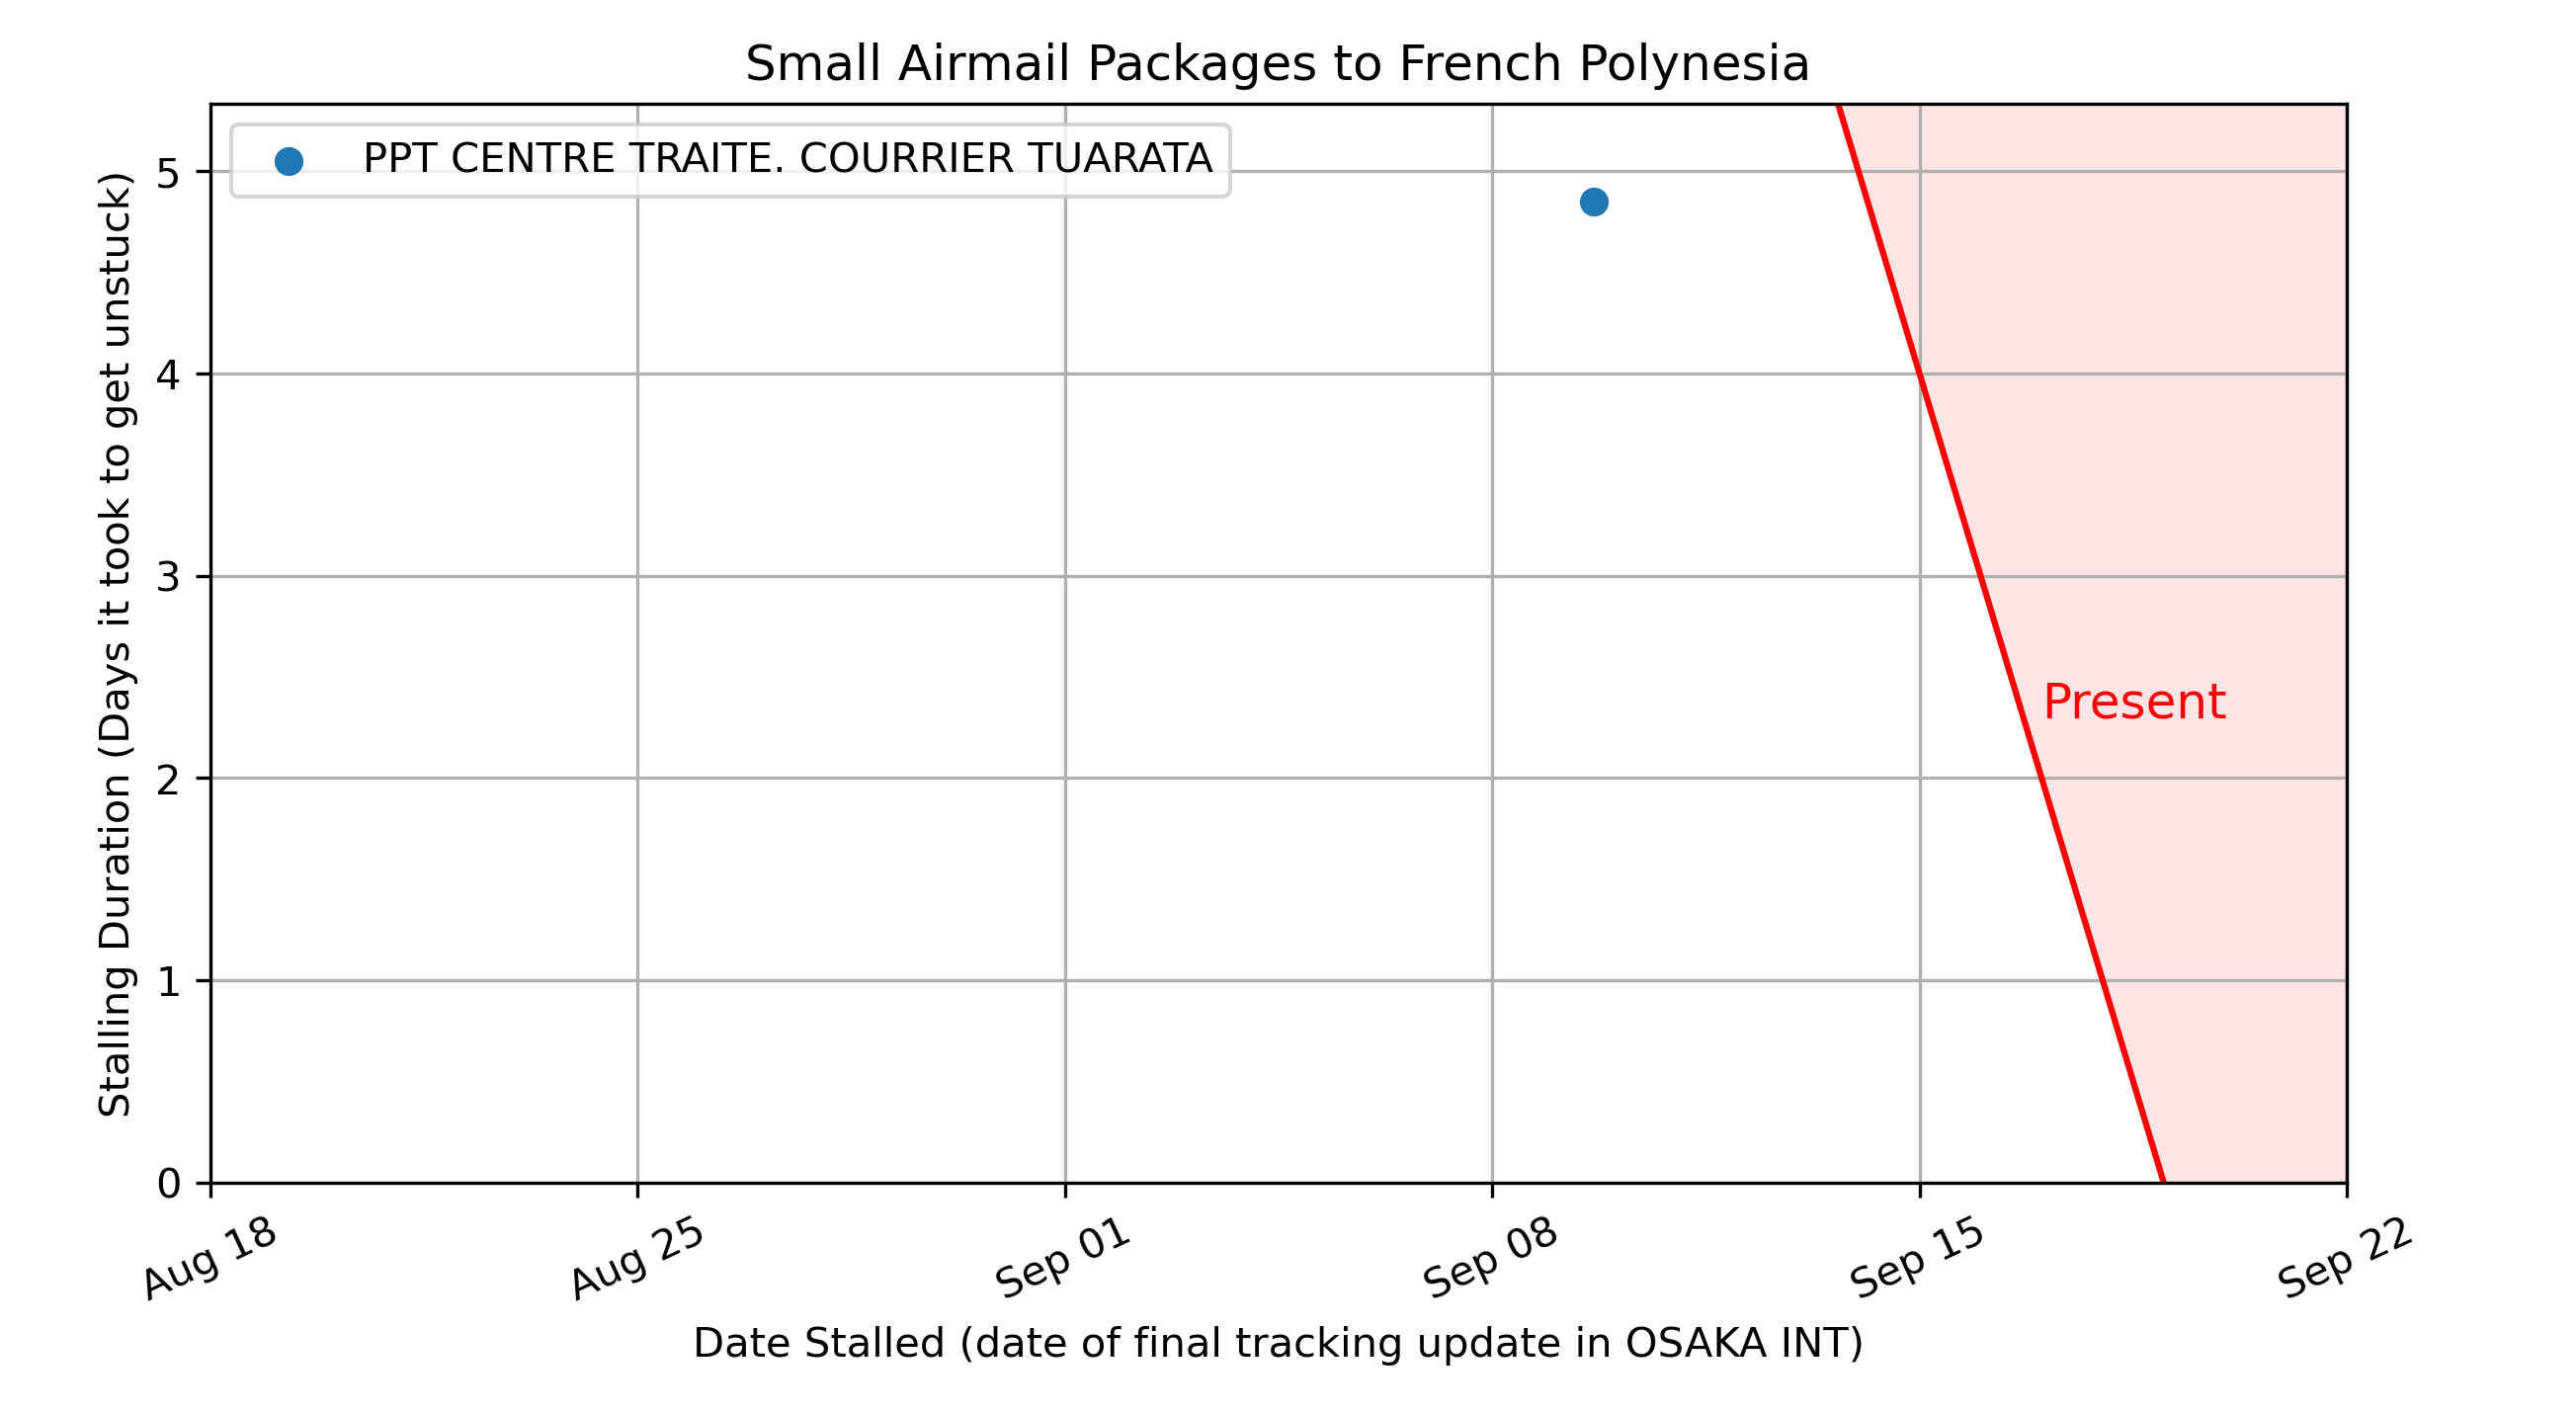 Small Airmail Packages to French Polynesia
PPT CENTRE TRAITE. COURRIER TUARATA
Stalling Duration (Days it took to get unstuck)
5
4
3
2
1
0
Present
Aug 18
Aug 25
Sep 01
Sep 08
Sep 15
Sep 22
Date Stalled (date of final tracking update in OSAKA INT)